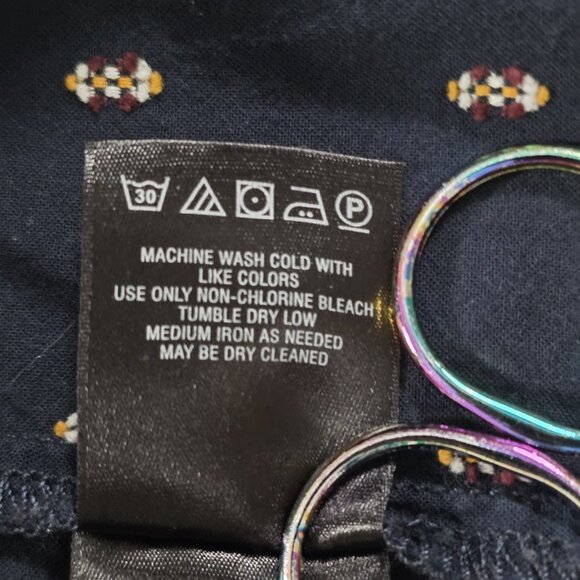 30 P
MACHINE WASH COLD WITH
LIKE COLORS
USE ONLY NON-CHLORINE BLEACH
TUMBLE DRY LOW
MEDIUM IRON AS NEEDED
MAY BE DRY CLEANED